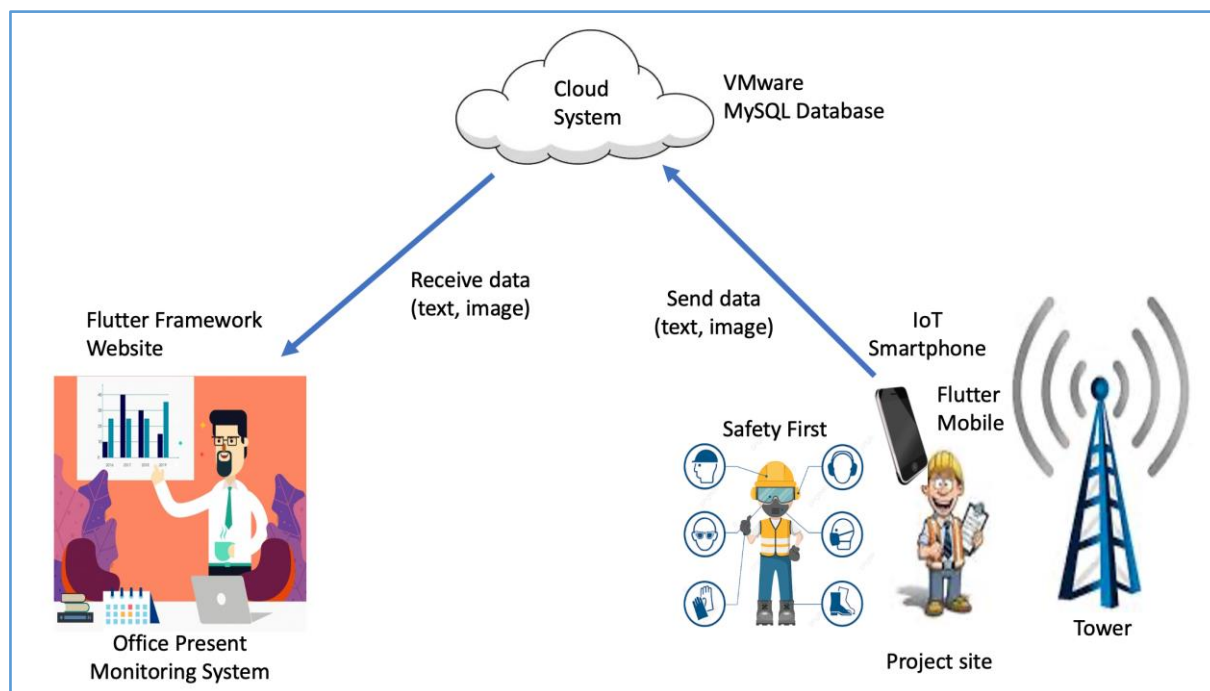 Cloud
System
VMware
MySQL Database
Receive data
(text, image)
Send data
(text, image)
Flutter Framework
Website
IoT
Smartphone
Flutter
Mobile
Safety First
Office Present
Monitoring System
Project site
Tower